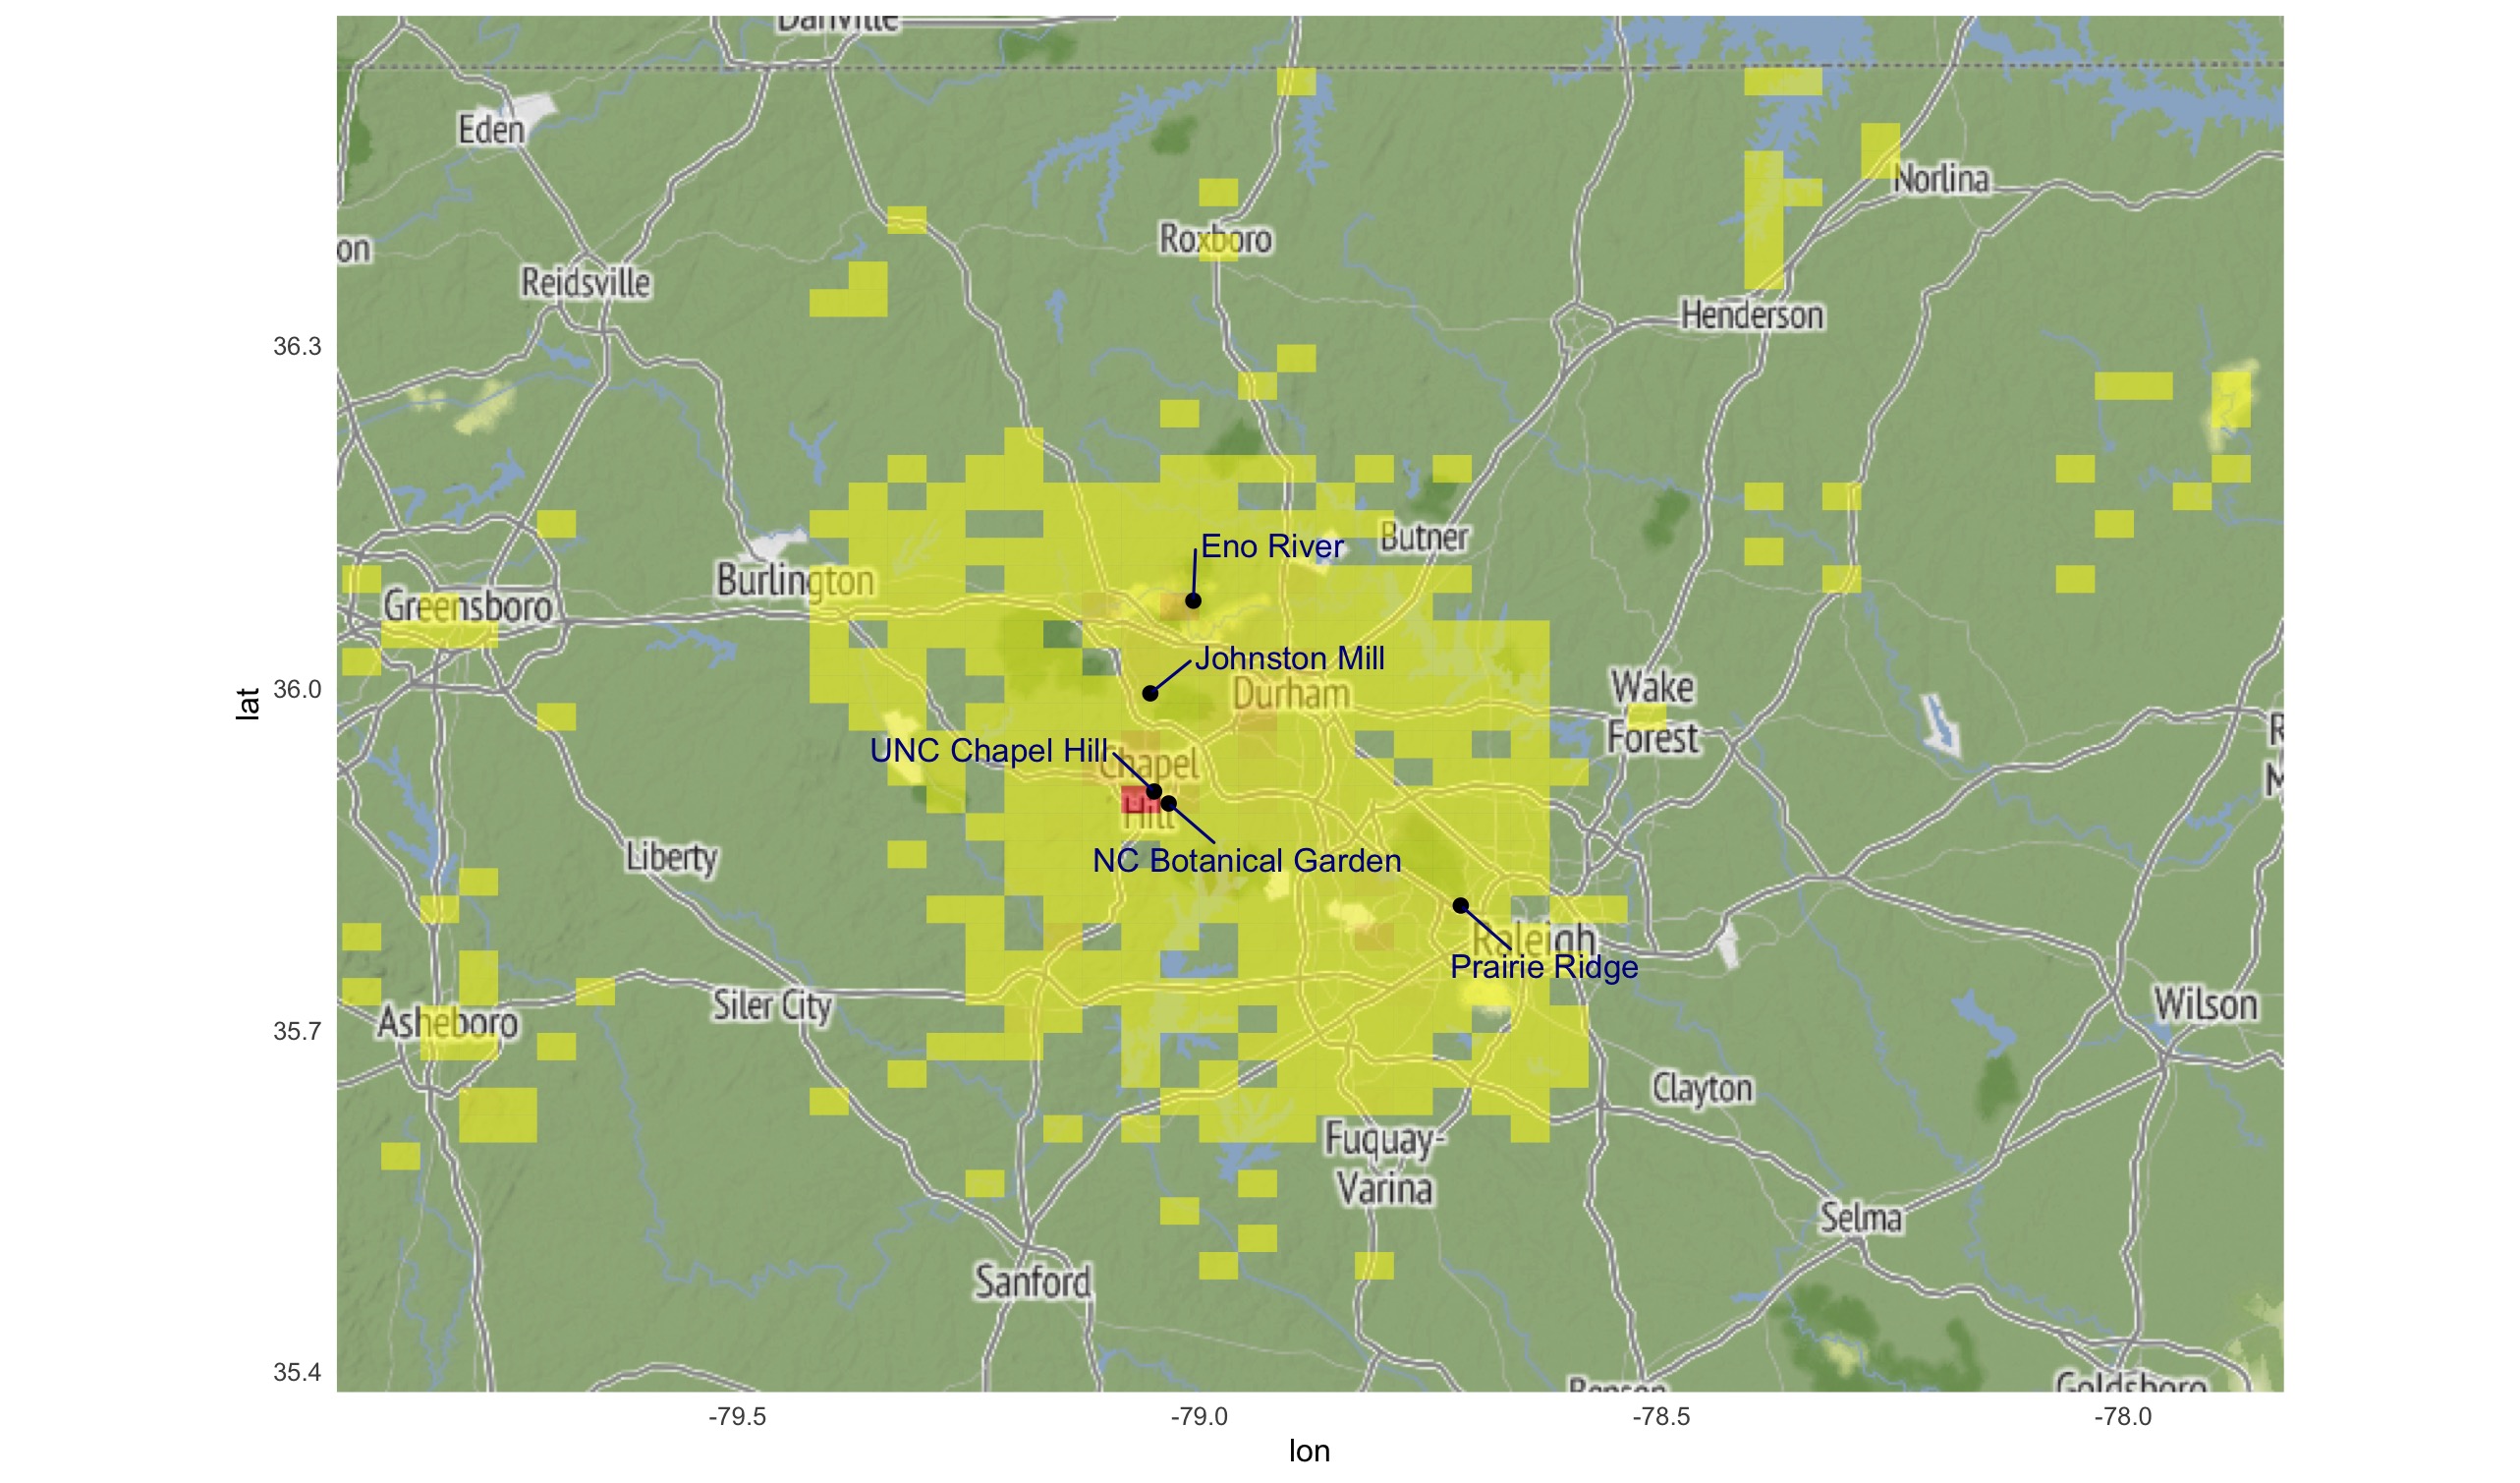 Danville
Eden
Norlina
on
Roxboro
Reidsville
Henderson
36.3
Eno River
Butner
Burlington
Greensboro
Johnston Mill
lat
36.0
Durham
Wake
Forest
R
M
UNC Chapel Hill
Chapel
Hill
Liberty
NC Botanical Garden
Raleigh
Prairie Ridge
Siler City
Asheboro
Wilson
35.7
Clayton
Fuquay-
Varina
Selma
Sanford
35.4
Benson
Goldsboro
-79.5
-79.0
-78.5
-78.0
lon